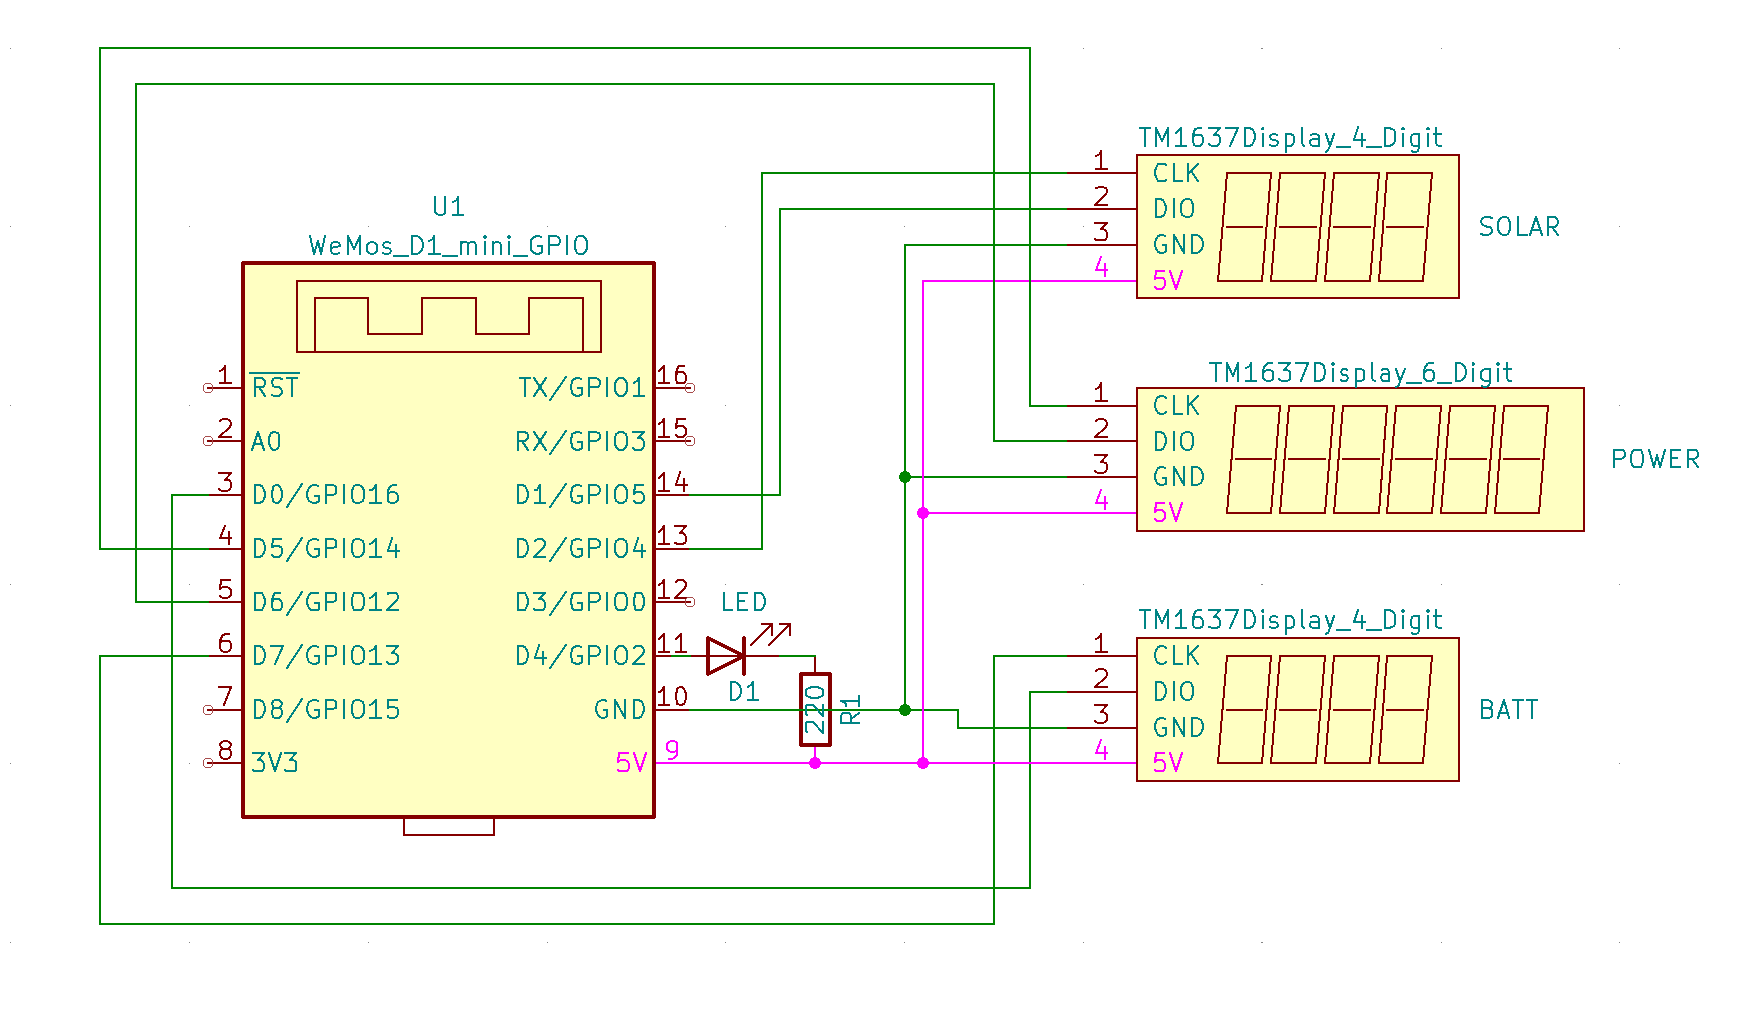 U1
WeMos_D1_mini_GPIO
1 RST
2 A0
3 D0/GPIO16
4 D5/GPIO14
5 D6/GPIO12
6 D7/GPIO13
7 D8/GPIO15
8 3V3
TX/GPIO1 16
RX/GPIO3 15
D1/GPIO5 14
D2/GPIO4 13
D3/GPIO0 12
D4/GPIO2 11
GND 10
5V 9
LED
D1
220
R1
TM1637Display_4_Digit
1 CLK
2 DIO
3 GND
4 5V
SOLAR
TM1637Display_6_Digit
1 CLK
2 DIO
3 GND
4 5V
POWER
TM1637Display_4_Digit
1 CLK
2 DIO
3 GND
4 5V
BATT